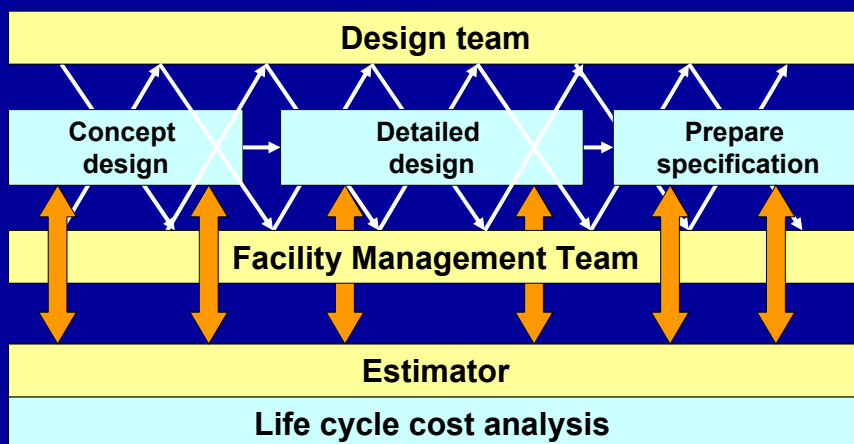 Design team
Concept
design
Detailed
design
Prepare
specification
Facility Management Team
Estimator
Life cycle cost analysis